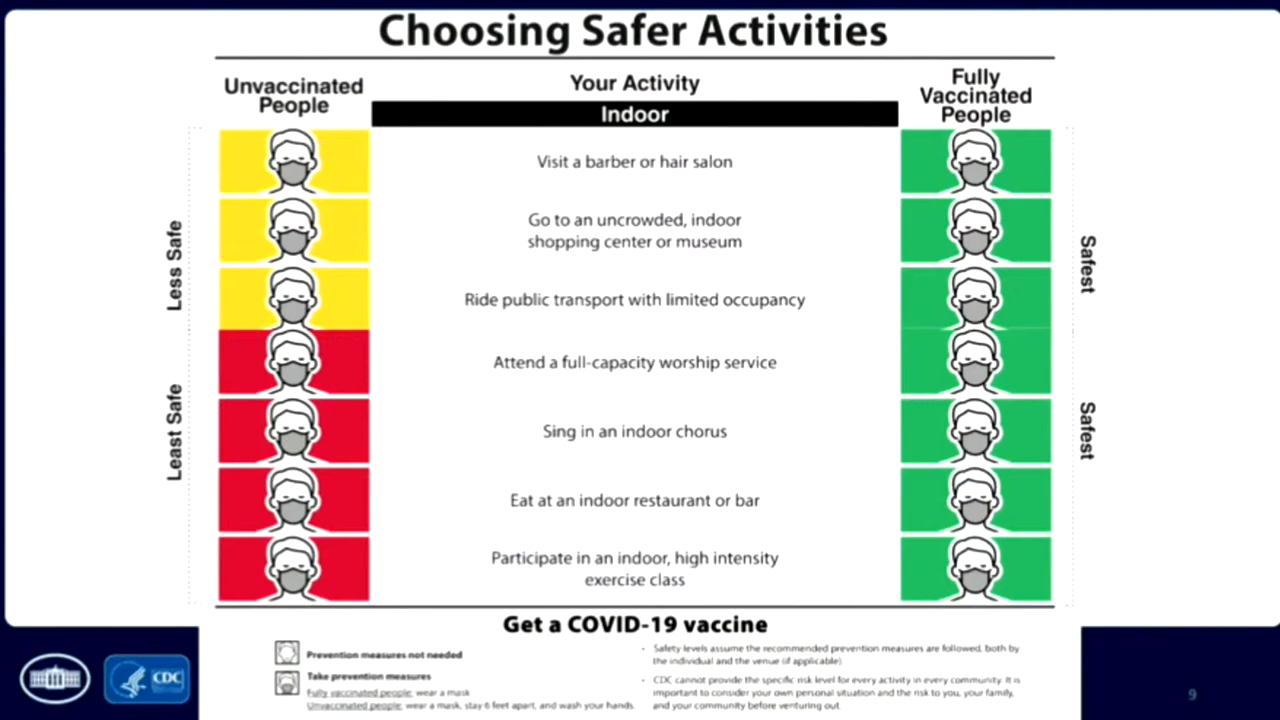 Choosing Safer Activities
Unvaccinated
People
Your Activity
Fully
Vaccinated
People
Indoor
Visit a barber or hair salon
Go to an uncrowded, indoor
shopping center or museum
Ride public transport with limited occupancy
Attend a full-capacity worship service
Sing in an indoor chorus
Eat at an indoor restaurant or bar
Participate in an indoor, high intensity
exercise class
Less Safe
Least Safe
Safest
Safest
Get a COVID-19 vaccine
Prevention measures not needed
Take prevention measures
Fully vaccinated people: wear a mask
Unvaccinated people: wear a mask, stay 6 feet apart, and wash your hands.
- Safety levels assume the recommended prevention measures are followed, both by
the individual and the venue (if applicable).
- CDC cannot provide the specific risk level for every activity in every community. It is
important to consider your own personal situation and the risk to you, your family,
and your community before venturing out.
CDC
9